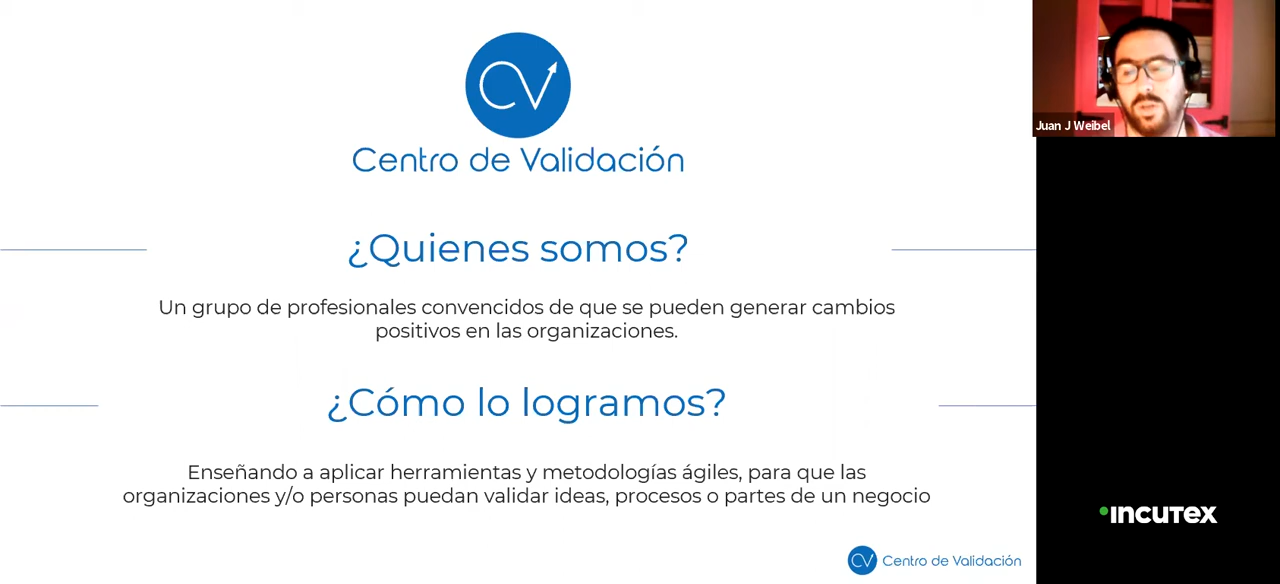 CV
Centro de Validación
¿Quienes somos?
Un grupo de profesionales convencidos de que se pueden generar cambios
positivos en las organizaciones.
¿Cómo lo logramos?
Enseñando a aplicar herramientas y metodologías ágiles, para que las
organizaciones y/o personas puedan validar ideas, procesos o partes de un negocio
CV Centro de Validación
Juan J Weibel
INCUTEX